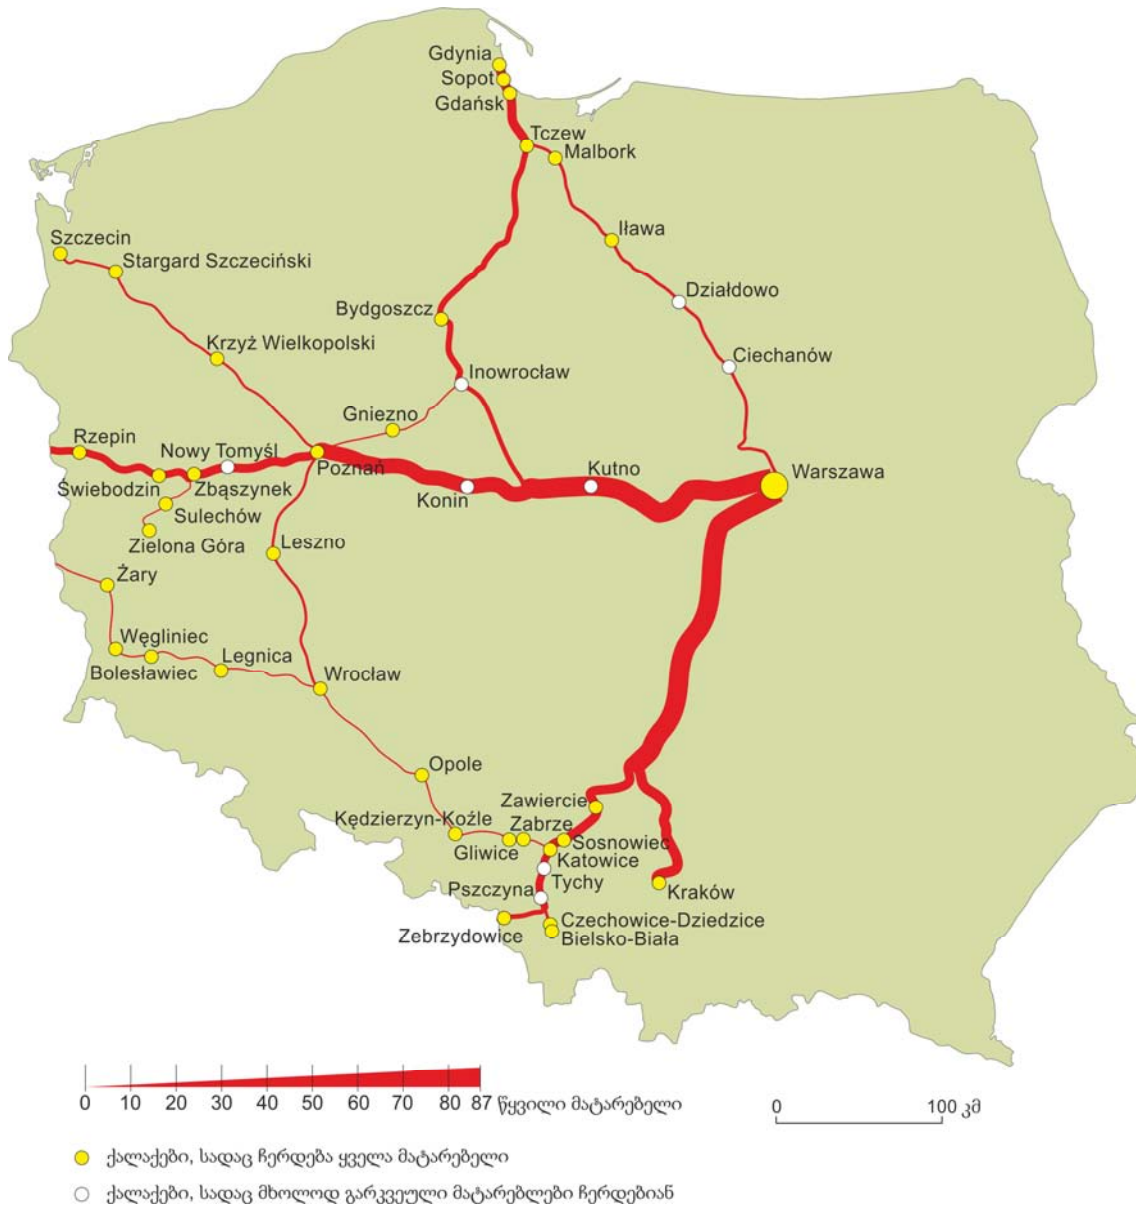 Gdynia
Sopot
Gdańsk
Tczew
Malbork
Iława
Szczecin
Stargard Szczeciński
Działdowo
Bydgoszcz
Krzyż Wielkopolski
Ciechanów
Inowrocław
Gniezno
Rzepin
Nowy Tomyśl
Poznań
Kutno
Warszawa
Świebodzin
Zbąszynek
Konin
Sulechów
Zielona Góra
Leszno
Żary
Węgliniec
Legnica
Bolesławiec
Wrocław
Opole
Zawiercie
Kędzierzyn-Koźle
Zabrze
Sosnowiec
Gliwice
Katowice
Tychy
Pszczyna
Kraków
Czechowice-Dziedzice
Zebrzydowice
Bielsko-Biała
0 10 20 30 40 50 60 70 80 87 წყვილი მატარებელი
0 100 კმ
ქალაქები, სადაც ჩერდება ყველა მატარებელი
ქალაქები, სადაც მხოლოდ გარკვეული მატარებლები ჩერდებიან